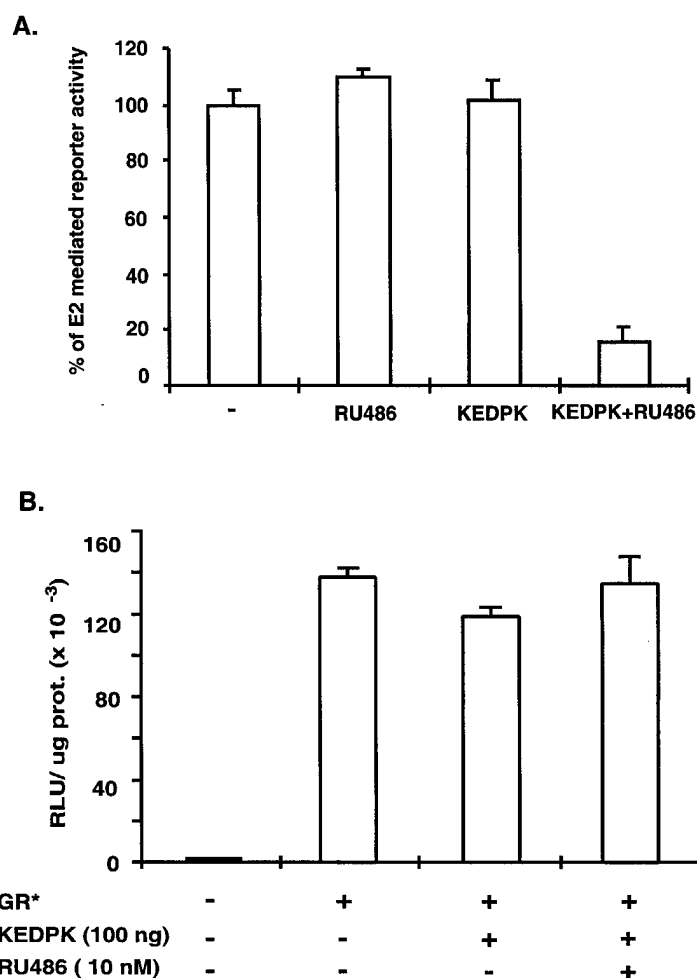 A.
% of E2 mediated reporter activity
120
100
80
60
40
20
0
- RU486 KEDPK KEDPK+RU486
B.
RLU/ ug prot. (x 10 -3)
160
120
80
40
0
GR* - + + +
KEDPK (100 ng) - - + +
RU486 ( 10 nM) - - - +